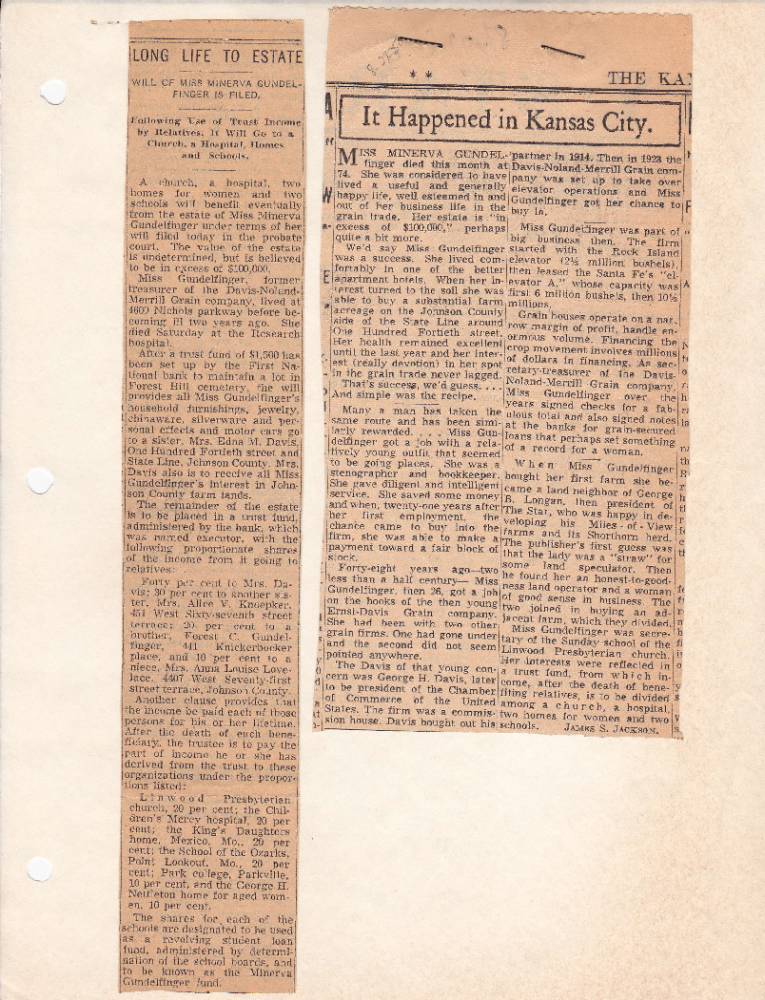 LONG LIFE TO ESTATE
WILL OF MISS MINERVA GUNDEL-
FINGER IS FILED.
Following Use of Trust Income
by Relatives, It Will Go to a
Church, a Hospital, Homes
and Schools.
A church, a hospital, two
homes for women and two
schools will benefit eventually
from the estate of Miss Minerva
Gundelfinger under terms of her
will filed today in the probate
court. The value of the estate
is undetermined, but is believed
to be in excess of $100,000.
Miss Gundelfinger, former
treasurer of the Davis-Noland-
Merrill Grain company, lived at
4600 Nichols parkway before be-
coming ill two years ago. She
died Saturday at the Research
hospital.
After a trust fund of $1,500 has
been set up by the First Na-
tional bank to maintain a lot in
Forest Hill cemetery, the will
provides all Miss Gundelfinger's
household furnishings, jewelry,
chinaware, silverware and per-
sonal effects and motor cars go
to a sister, Mrs. Edna M. Davis,
One Hundred Fortieth street and
State Line, Johnson County. Mrs.
Davis also is to receive all Miss
Gundelfinger's interest in John-
son County farm lands.
The remainder of the estate
is to be placed in a trust fund,
administered by the bank, which
was named executor, with the
following proportionate shares
of the income from it going to
relatives:
Forty per cent to Mrs. Da-
vis; 30 per cent to another sis-
ter, Mrs. Alice V. Knoepker,
451 West Sixty-seventh street
terrace; 20 per cent to a
brother, Forest C. Gundel-
finger, 441 Knickerbocker
place, and 10 per cent to a
niece, Mrs. Anna Louise Love-
lace, 4407 West Seventy-first
street terrace, Johnson County.
Another clause provides that
the income be paid each of those
persons for his or her lifetime.
After the death of each bene-
ficiary, the trustee is to pay the
part of income he or she has
derived from the trust to these
organizations under the propor-
tions listed:
Linwood Presbyterian
church, 20 per cent; the Chil-
dren's Mercy hospital, 20 per
cent; the King's Daughters
home, Mexico, Mo., 20 per
cent; the School of the Ozarks,
Point Lookout, Mo., 20 per
cent; Park college, Parkville,
10 per cent, and the George H.
Nettleton home for aged wom-
en, 10 per cent.
The shares for each of the
schools are designated to be used
as a revolving student loan
fund, administered by determi-
nation of the school boards, and
to be known as the Minerva
Gundelfinger fund.
** THE KA
It Happened in Kansas City.
MISS MINERVA GUNDEL-
finger died this month at
74. She was considered to have
lived a useful and generally
happy life, well esteemed in and
out of her business life in the
grain trade. Her estate is "in
excess of $100,000," perhaps
quite a bit more.
We'd say Miss Gundelfinger
was a success. She lived com-
fortably in one of the better
apartment hotels. When her in-
terest turned to the soil she was
able to buy a substantial farm
acreage on the Johnson County
side of the State Line around
One Hundred Fortieth street.
Her health remained excellent
until the last year and her inter-
est (really devotion) in her spot
in the grain trade never lagged.
That's success, we'd guess. . . .
And simple was the recipe.
Many a man has taken the
same route and has been simi-
larly rewarded. . . . Miss Gun-
delfinger got a job with a rela-
tively young outfit that seemed
to be going places. She was a
stenographer and bookkeeper.
She gave diligent and intelligent
service. She saved some money
and when, twenty-one years after
her first employment, the
chance came to buy into the
firm, she was able to make a
payment toward a fair block of
stock.
Forty-eight years ago—two
less than a half century—Miss
Gundelfinger, then 26, got a job
on the books of the then young
Ernst-Davis Grain company.
She had been with two other
grain firms. One had gone under
and the second did not seem
pointed anywhere.
The Davis of that young con-
cern was George H. Davis, later
to be president of the Chamber
of Commerce of the United
States. The firm was a commis-
sion house. Davis bought out his
partner in 1914. Then in 1923 the
Davis-Noland-Merrill Grain com-
pany was set up to take over
elevator operations and Miss
Gundelfinger got her chance to
buy in.
Miss Gundelfinger was part of
big business then. The firm
started with the Rock Island
elevator (2½ million bushels),
then leased the Santa Fe's "el-
evator A," whose capacity was
first 6 million bushels, then 10½
millions.
Grain houses operate on a nar-
row margin of profit, handle en-
ormous volume. Financing the
crop movement involves millions
of dollars in financing. As sec-
retary-treasurer of the Davis-
Noland-Merrill Grain company,
Miss Gundelfinger over the
years signed checks for a fab-
ulous total and also signed notes
at the banks for grain-secured
loans that perhaps set something
of a record for a woman.
When Miss Gundelfinger
bought her first farm she be-
came a land neighbor of George
B. Longan, then president of
The Star, who was happy in de-
veloping his Miles-of-View
farms and its Shorthorn herd.
The publisher's first guess was
that the lady was a "straw" for
some land speculator. Then
he found her an honest-to-good-
ness land operator and a woman
of good sense in business. The
two joined in buying an ad-
jacent farm, which they divided.
Miss Gundelfinger was secre-
tary of the Sunday school of the
Linwood Presbyterian church.
Her interests were reflected in
a trust fund, from which in-
come, after the death of bene-
fiting relatives, is to be divided
among a church, a hospital,
two homes for women and two
schools. JAMES S. JACKSON.